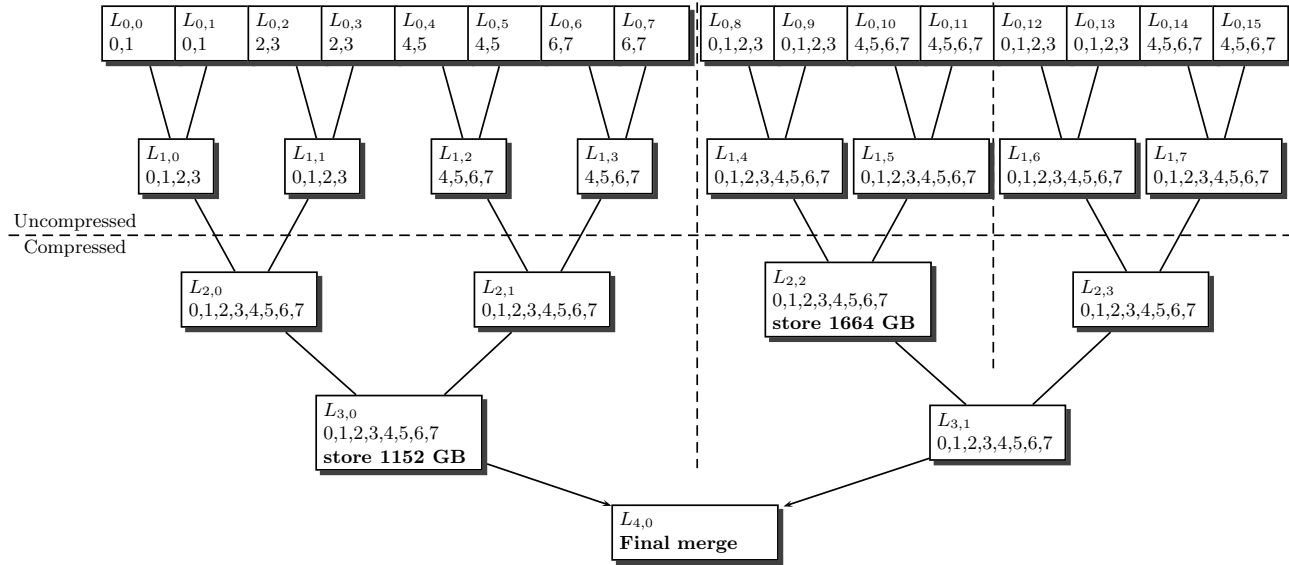 L0,0 L0,1 L0,2 L0,3 L0,4 L0,5 L0,6 L0,7 L0,8 L0,9 L0,10 L0,11 L0,12 L0,13 L0,14 L0,15
0,1 0,1 2,3 2,3 4,5 4,5 6,7 6,7 0,1,2,3 0,1,2,3 4,5,6,7 4,5,6,7 0,1,2,3 0,1,2,3 4,5,6,7 4,5,6,7
L1,0 L1,1 L1,2 L1,3 L1,4 L1,5 L1,6 L1,7
0,1,2,3 0,1,2,3 4,5,6,7 4,5,6,7 0,1,2,3,4,5,6,7 0,1,2,3,4,5,6,7 0,1,2,3,4,5,6,7 0,1,2,3,4,5,6,7
Uncompressed
Compressed
L2,0 L2,1 L2,2 L2,3
0,1,2,3,4,5,6,7 0,1,2,3,4,5,6,7 0,1,2,3,4,5,6,7 0,1,2,3,4,5,6,7
store 1664 GB
L3,0 L3,1
0,1,2,3,4,5,6,7 0,1,2,3,4,5,6,7
store 1152 GB
L4,0
Final merge